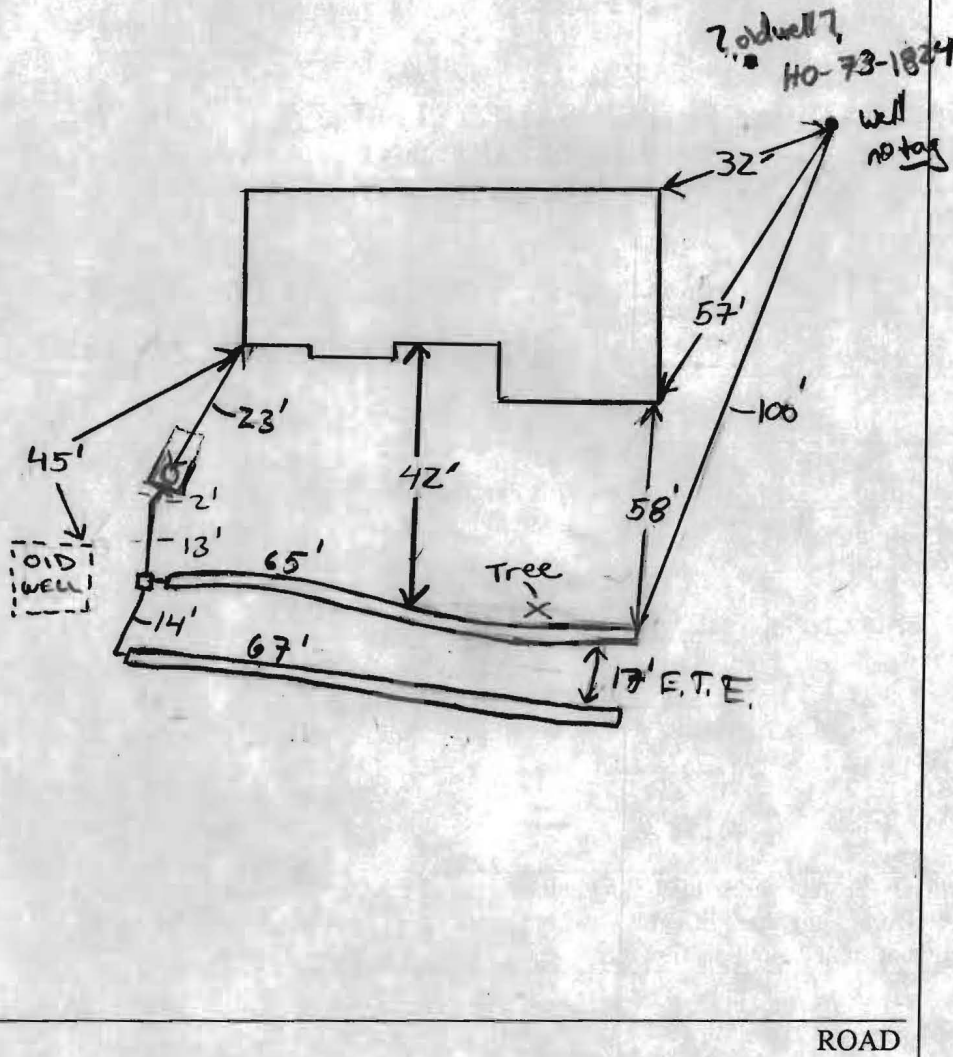 ? old well ?
HO-73-1824
well
no tag
32'
57'
23'
100'
45'
42'
58'
2'
13'
OLD
WELL
65'
Tree
14'
67'
17' E.T.E.
ROAD